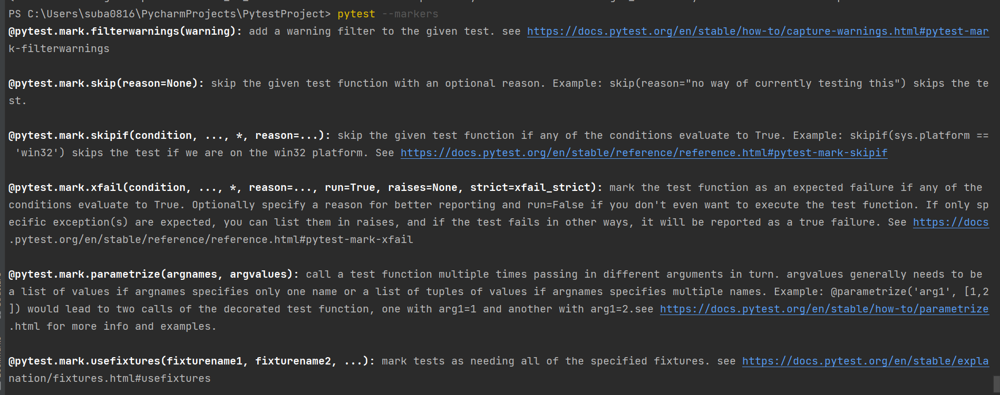 PS C:\Users\suba0816\PycharmProjects\PytestProject> pytest --markers
@pytest.mark.filterwarnings(warning): add a warning filter to the given test. see https://docs.pytest.org/en/stable/how-to/capture-warnings.html#pytest-mar
k-filterwarnings
@pytest.mark.skip(reason=None): skip the given test function with an optional reason. Example: skip(reason="no way of currently testing this") skips the te
st.
@pytest.mark.skipif(condition, ..., *, reason=...): skip the given test function if any of the conditions evaluate to True. Example: skipif(sys.platform ==
'win32') skips the test if we are on the win32 platform. See https://docs.pytest.org/en/stable/reference/reference.html#pytest-mark-skipif
@pytest.mark.xfail(condition, ..., *, reason=..., run=True, raises=None, strict=xfail_strict): mark the test function as an expected failure if any of the
conditions evaluate to True. Optionally specify a reason for better reporting and run=False if you don't even want to execute the test function. If only sp
ecific exception(s) are expected, you can list them in raises, and if the test fails in other ways, it will be reported as a true failure. See https://docs
.pytest.org/en/stable/reference/reference.html#pytest-mark-xfail
@pytest.mark.parametrize(argnames, argvalues): call a test function multiple times passing in different arguments in turn. argvalues generally needs to be
a list of values if argnames specifies only one name or a list of tuples of values if argnames specifies multiple names. Example: @parametrize('arg1', [1,2
]) would lead to two calls of the decorated test function, one with arg1=1 and another with arg1=2.see https://docs.pytest.org/en/stable/how-to/parametrize
.html for more info and examples.
@pytest.mark.usefixtures(fixturename1, fixturename2, ...): mark tests as needing all of the specified fixtures. see https://docs.pytest.org/en/stable/expla
nation/fixtures.html#usefixtures